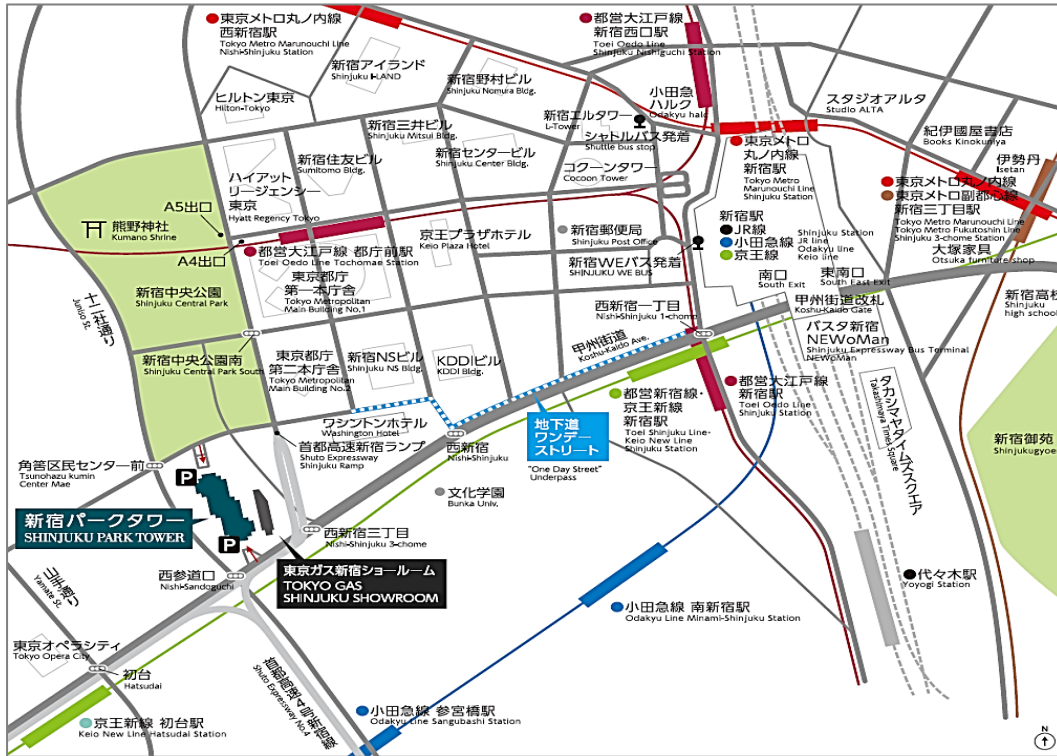 東京メトロ丸ノ内線
西新宿駅
Tokyo Metro Marunouchi Line
Nishi-Shinjuku Station
都営大江戸線
新宿西口駅
Toei Oedo Line
Shinjuku Nishiguchi Station
新宿アイランド
Shinjuku I-LAND
新宿野村ビル
Shinjuku Nomura Bldg.
ヒルトン東京
Hilton-Tokyo
小田急
ハルク
Odakyu halc
スタジオアルタ
Studio ALTA
新宿エルタワー
L-Tower
シャトルバス発着
Shuttle bus stop
新宿三井ビル
Shinjuku Mitsui Bldg.
紀伊國屋書店
Books Kinokuniya
新宿住友ビル
Sumitomo Bldg.
新宿センタービル
Shinjuku Center Bldg.
コクーンタワー
Cocoon Tower
東京メトロ
丸ノ内線
新宿駅
Tokyo Metro
Marunouchi Line
Shinjuku Station
伊勢丹
Isetan
ハイアット
リージェンシー
東京
Hyatt Regency Tokyo
東京メトロ丸ノ内線
東京メトロ副都心線
新宿三丁目駅
Tokyo Metro Marunouchi Line
Tokyo Metro Fukutoshin Line
Shinjuku 3-chome Station
A5出口
熊野神社
Kumano Shrine
A4出口
都営大江戸線 都庁前駅
Toei Oedo Line Tochomae Station
京王プラザホテル
Keio Plaza Hotel
新宿郵便局
Shinjuku Post Office
新宿駅
JR線
小田急線
京王線
Shinjuku Station
JR line
Odakyu line
Keio line
大塚家具
Otsuka furniture shop
新宿WEバス発着
SHINJUKU WE BUS
南口
South Exit
東南口
South East Exit
東京都庁
第一本庁舎
Tokyo Metropolitan
Main Building No.1
新宿中央公園
Shinjuku Central Park
十二社通り
Juniso St.
甲州街道改札
Koshu-Kaido Gate
新宿高校
Shinjuku
high school
西新宿一丁目
Nishi-Shinjuku 1-chome
甲州街道
Koshu-Kaido Ave.
バスタ新宿
NEWoMan
Shinjuku Expressway Bus Terminal
NEWoMan
新宿中央公園南
Shinjuku Central Park South
東京都庁
第二本庁舎
Tokyo Metropolitan
Main Building No.2
新宿NSビル
Shinjuku NS Bldg.
KDDIビル
KDDI Bldg.
都営新宿線・
京王新線
新宿駅
Toei Shinjuku Line-
Keio New Line
Shinjuku Station
都営大江戸線
新宿駅
Toei Oedo Line
Shinjuku Station
タカシマヤタイムズスクエア
Takashimaya Times Square
ワシントンホテル
Washington Hotel
地下道
ワンデー
ストリート
"One Day Street"
Underpass
新宿御苑
Shinjukugyoen
首都高速新宿ランプ
Shuto Expressway
Shinjuku Ramp
西新宿
Nishi-Shinjuku
角筈区民センター前
Tsunohazu kumin
Center Mae
P
文化学園
Bunka Univ.
新宿パークタワー
SHINJUKU PARK TOWER
P
西新宿三丁目
Nishi-Shinjuku 3-chome
東京ガス新宿ショールーム
TOKYO GAS
SHINJUKU SHOWROOM
西参道口
Nishi-Sandoguchi
山手通り
Yamate St.
代々木駅
Yoyogi Station
小田急線 南新宿駅
Odakyu Line Minami-Shinjuku Station
東京オペラシティ
Tokyo Opera City
初台
Hatsudai
首都高速4号新宿線
Shuto Expressway No.4
京王新線 初台駅
Keio New Line Hatsudai Station
小田急線 参宮橋駅
Odakyu Line Sangubashi Station
N